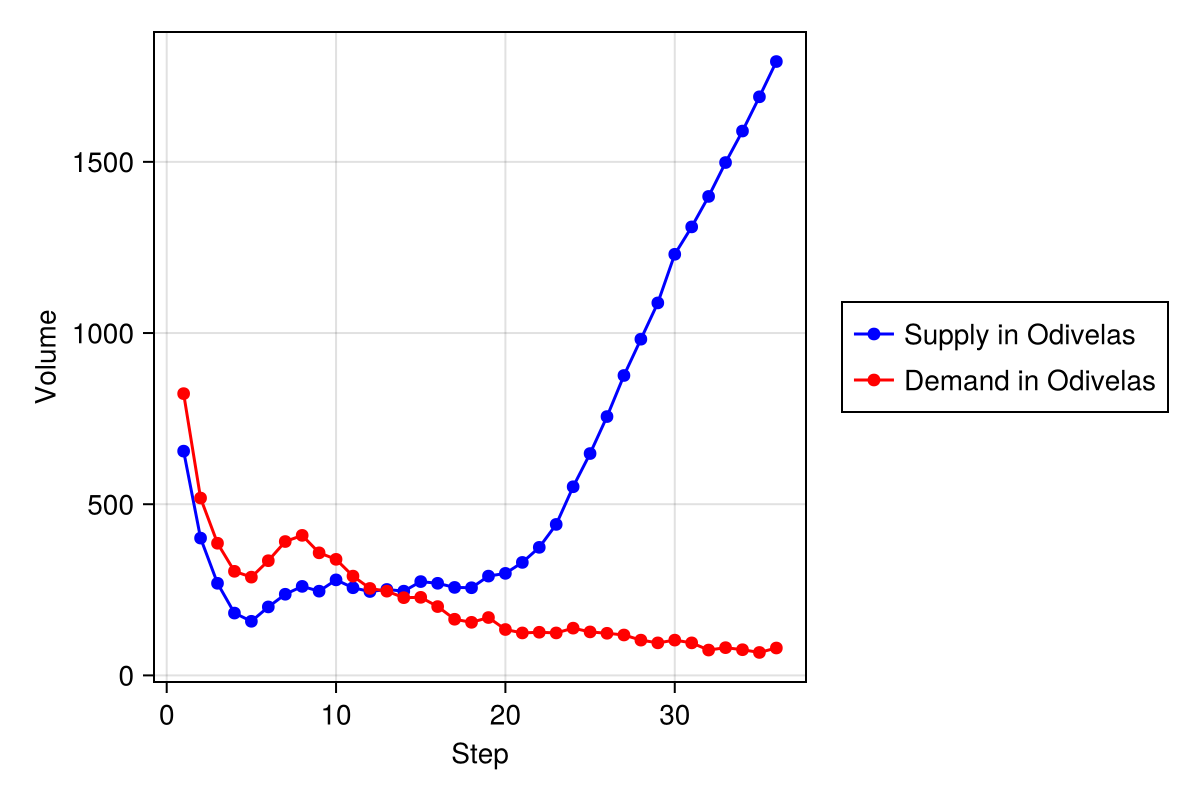 1500
1000
500
0
Volume
0 10 20 30
Step
Supply in Odivelas
Demand in Odivelas